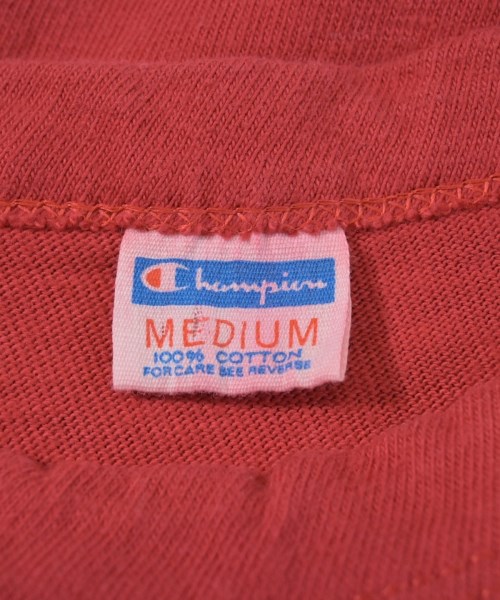 Champion
MEDIUM
100% COTTON
FOR CARE SEE REVERSE